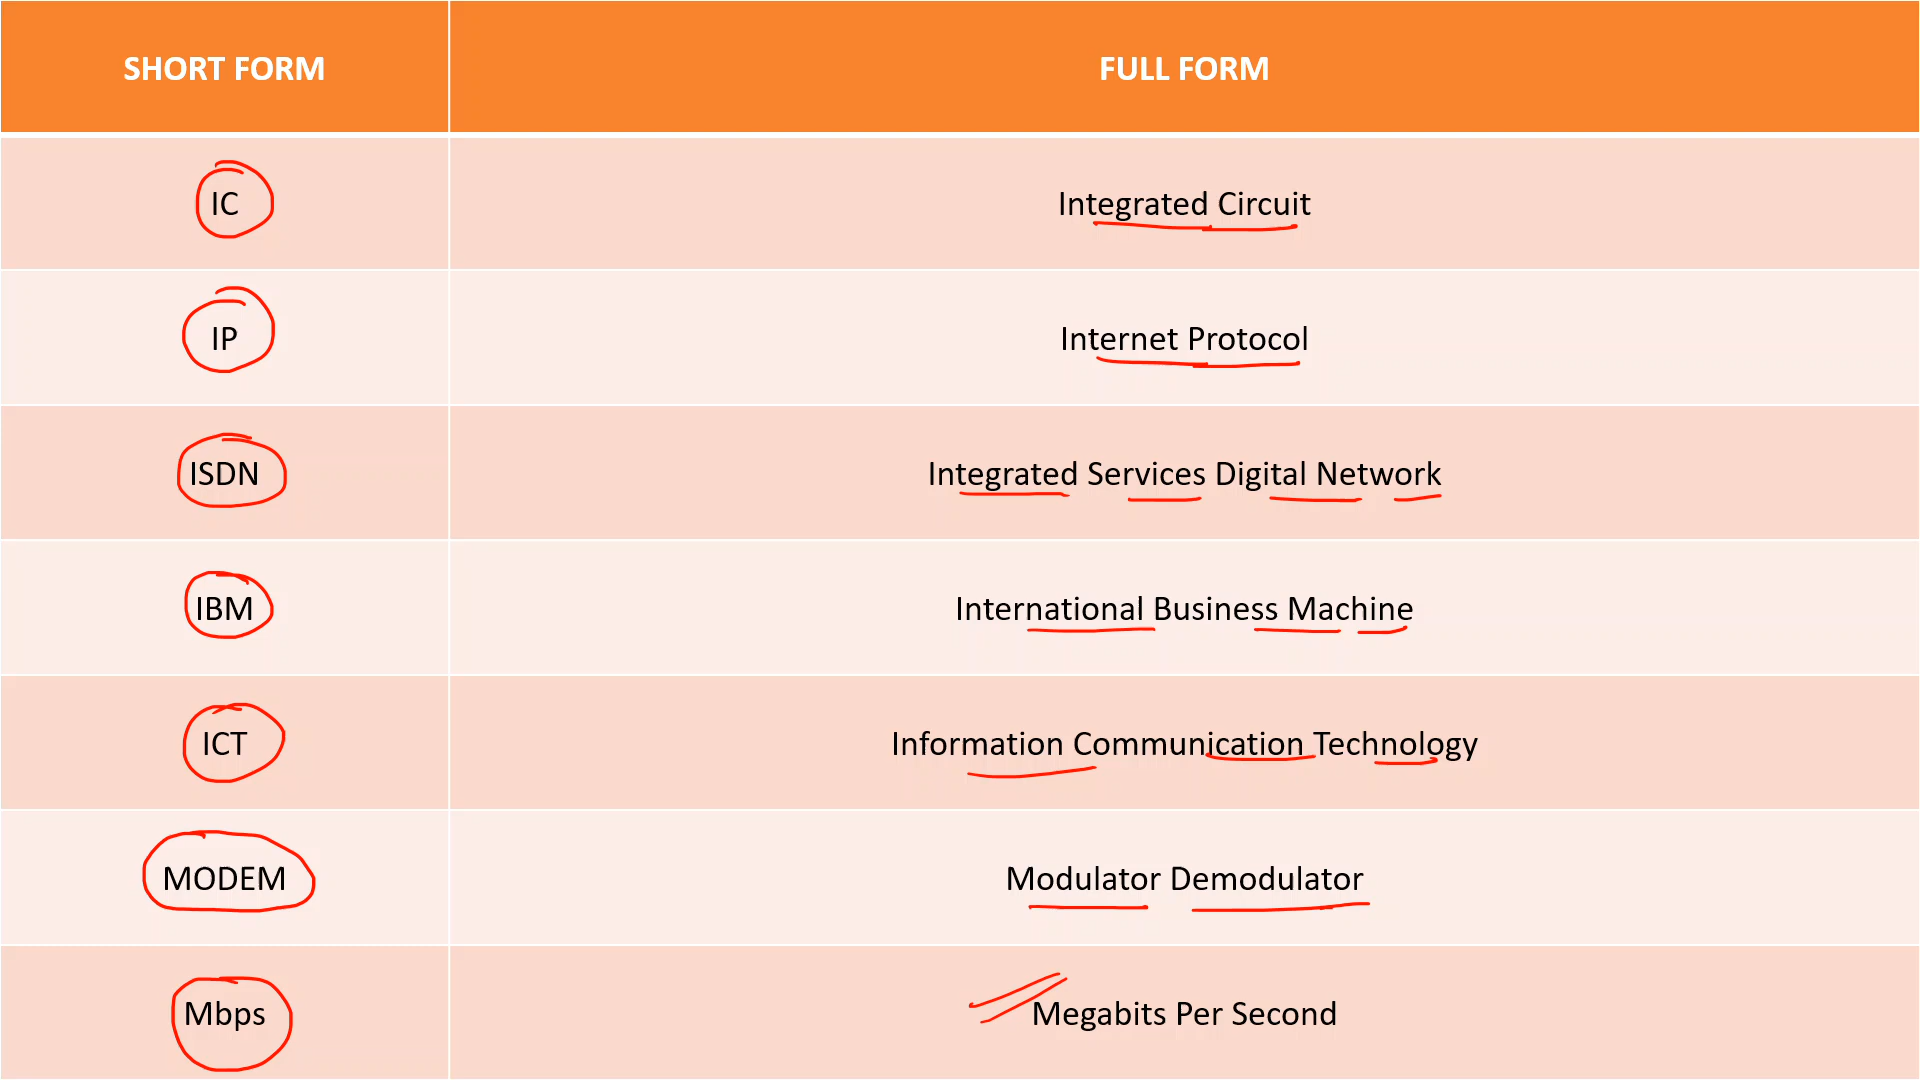 SHORT FORM FULL FORM
IC Integrated Circuit
IP Internet Protocol
ISDN Integrated Services Digital Network
IBM International Business Machine
ICT Information Communication Technology
MODEM Modulator Demodulator
Mbps Megabits Per Second